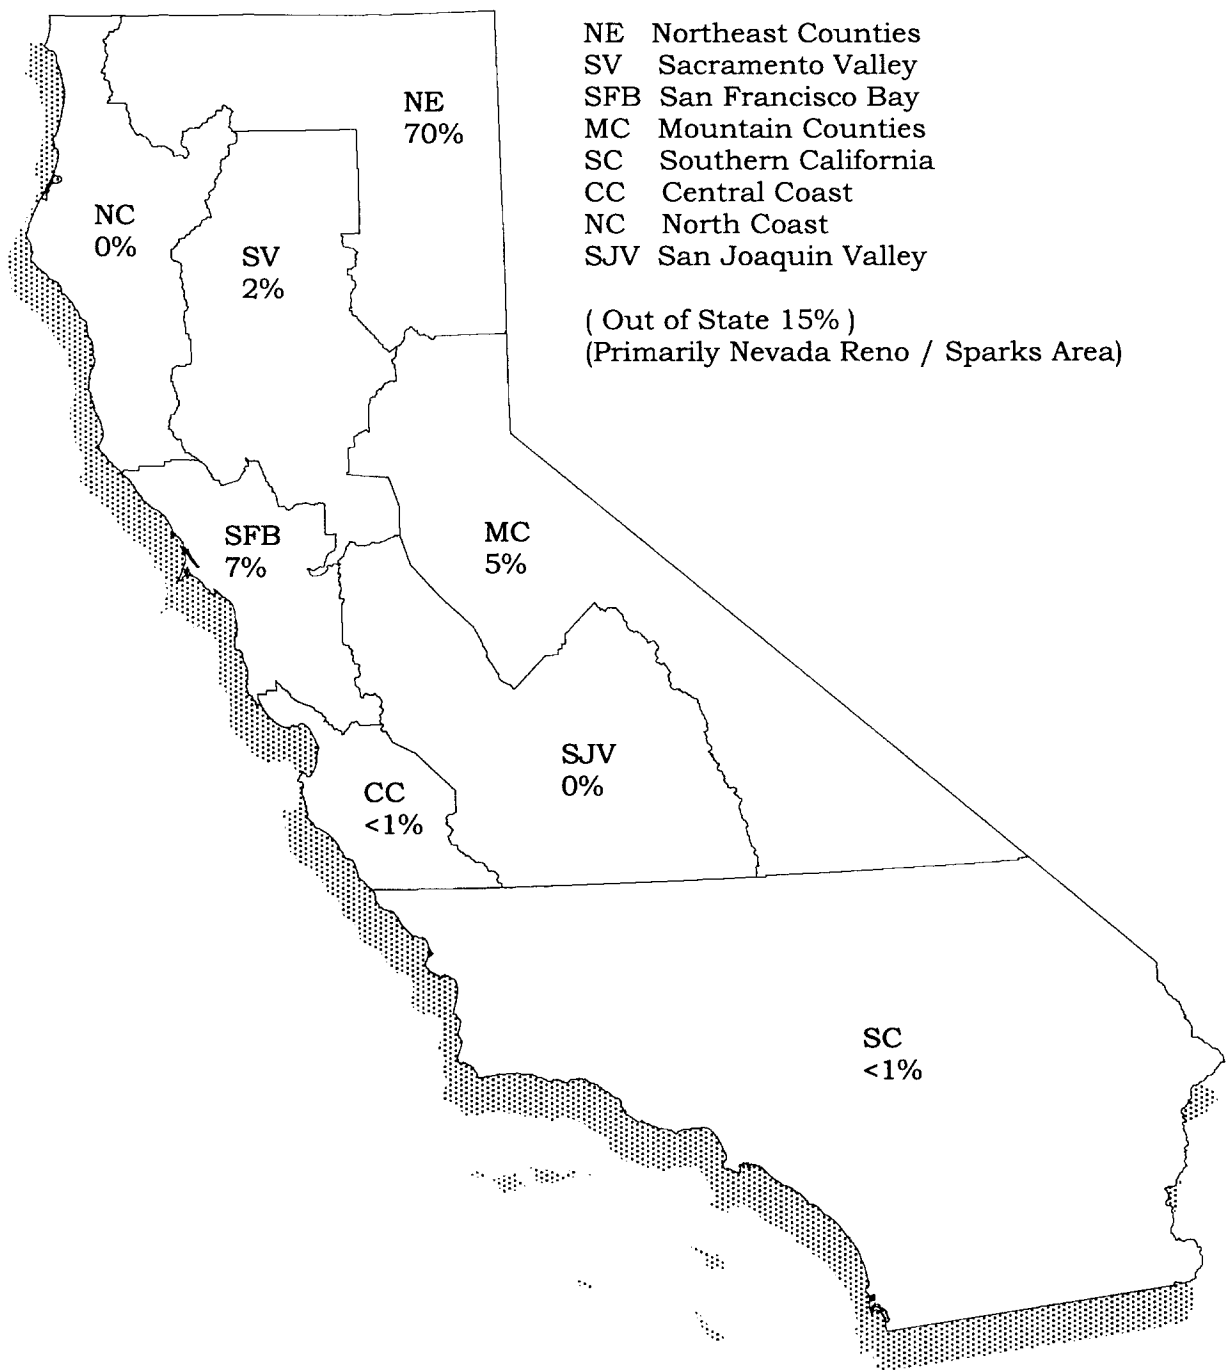 NE Northeast Counties
SV Sacramento Valley
SFB San Francisco Bay
MC Mountain Counties
SC Southern California
CC Central Coast
NC North Coast
SJV San Joaquin Valley
( Out of State 15% )
(Primarily Nevada Reno / Sparks Area)
NE
70%
NC
0%
SV
2%
SFB
7%
MC
5%
SJV
0%
CC
<1%
SC
<1%